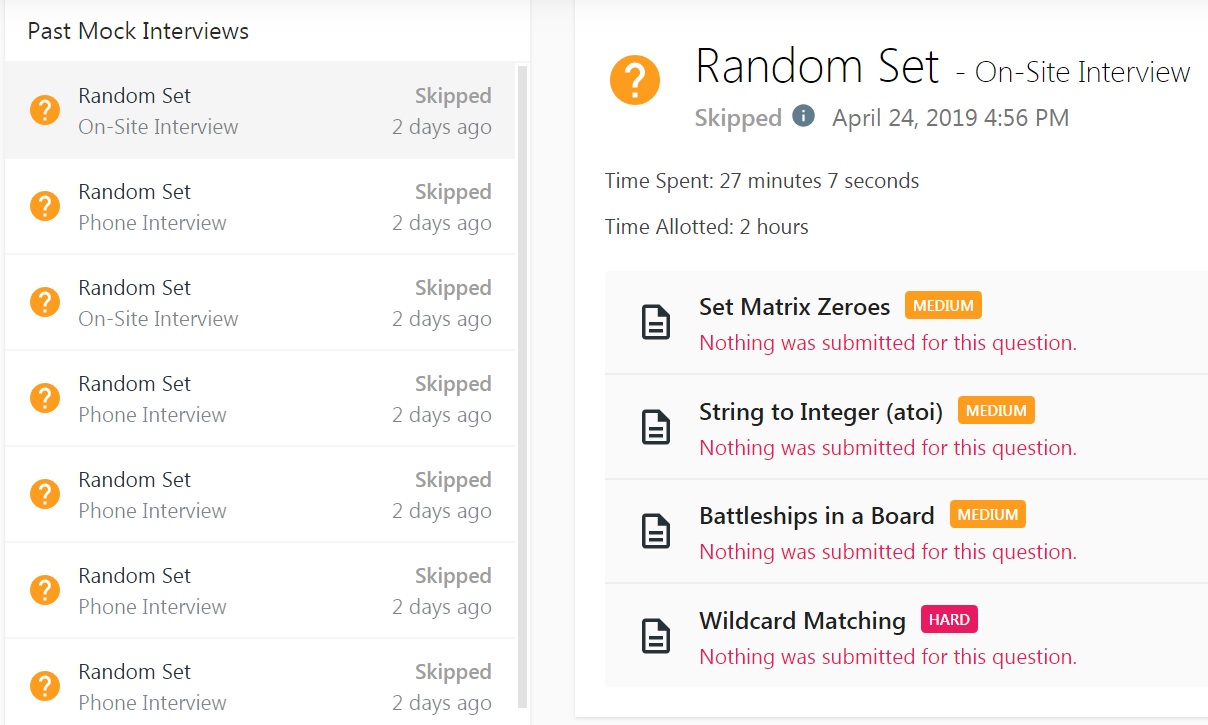 Past Mock Interviews
Random Set Skipped
On-Site Interview 2 days ago
Random Set Skipped
Phone Interview 2 days ago
Random Set Skipped
On-Site Interview 2 days ago
Random Set Skipped
Phone Interview 2 days ago
Random Set Skipped
Phone Interview 2 days ago
Random Set Skipped
Phone Interview 2 days ago
Random Set Skipped
Phone Interview 2 days ago
Random Set - On-Site Interview
Skipped April 24, 2019 4:56 PM
Time Spent: 27 minutes 7 seconds
Time Allotted: 2 hours
Set Matrix Zeroes MEDIUM
Nothing was submitted for this question.
String to Integer (atoi) MEDIUM
Nothing was submitted for this question.
Battleships in a Board MEDIUM
Nothing was submitted for this question.
Wildcard Matching HARD
Nothing was submitted for this question.